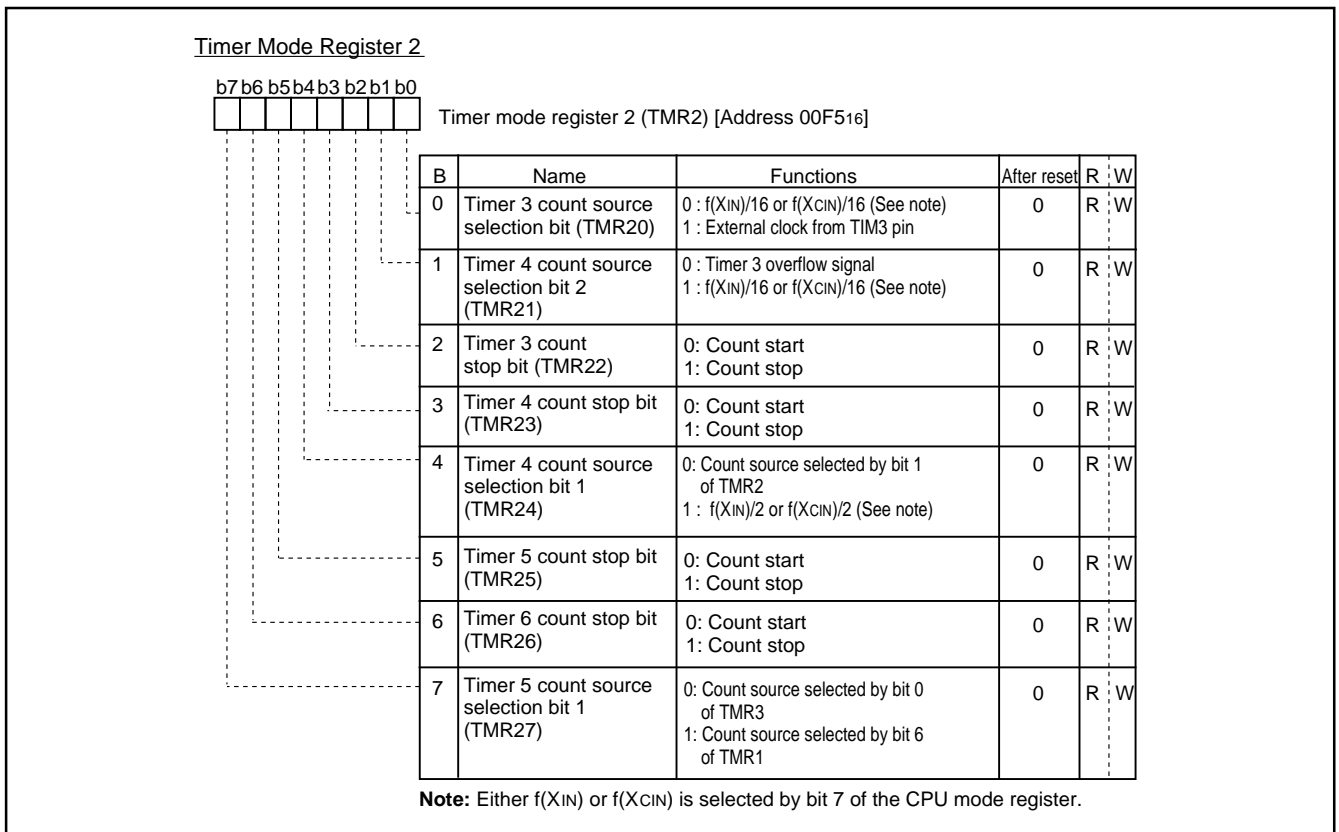 Timer Mode Register 2
b7 b6 b5 b4 b3 b2 b1 b0
Timer mode register 2 (TMR2) [Address 00F516]
B Name Functions After reset R W
0 Timer 3 count source selection bit (TMR20) 0 : f(XIN)/16 or f(XCIN)/16 (See note) 0 R W
1 : External clock from TIM3 pin
1 Timer 4 count source selection bit 2 (TMR21) 0 : Timer 3 overflow signal 0 R W
1 : f(XIN)/16 or f(XCIN)/16 (See note)
2 Timer 3 count stop bit (TMR22) 0: Count start 0 R W
1: Count stop
3 Timer 4 count stop bit (TMR23) 0: Count start 0 R W
1: Count stop
4 Timer 4 count source selection bit 1 (TMR24) 0: Count source selected by bit 1 of TMR2 0 R W
1 : f(XIN)/2 or f(XCIN)/2 (See note)
5 Timer 5 count stop bit (TMR25) 0: Count start 0 R W
1: Count stop
6 Timer 6 count stop bit (TMR26) 0: Count start 0 R W
1: Count stop
7 Timer 5 count source selection bit 1 (TMR27) 0: Count source selected by bit 0 of TMR3 0 R W
1: Count source selected by bit 6 of TMR1
Note: Either f(XIN) or f(XCIN) is selected by bit 7 of the CPU mode register.